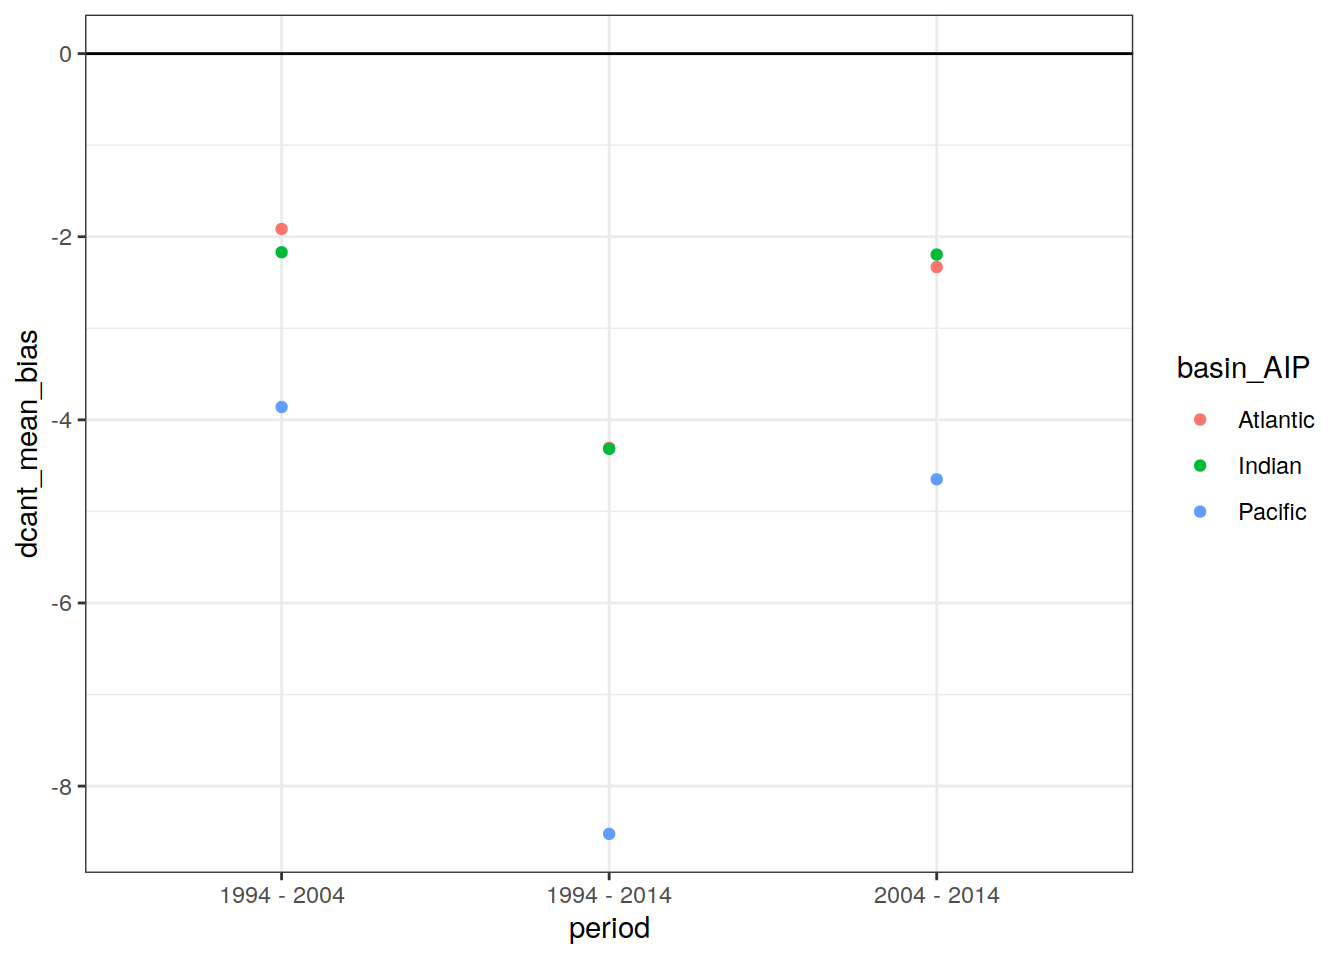 0
-2
-4
-6
-8
dcant_mean_bias
1994 - 2004
1994 - 2014
2004 - 2014
period
basin_AIP
Atlantic
Indian
Pacific